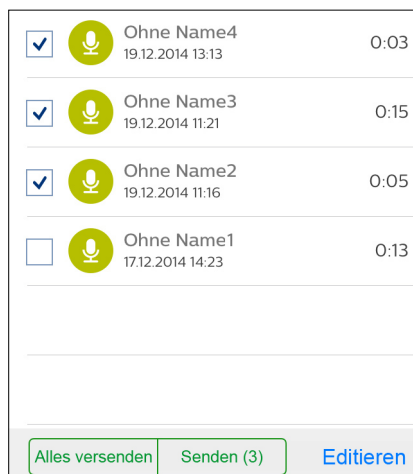 Ohne Name4
19.12.2014 13:13
0:03
Ohne Name3
19.12.2014 11:21
0:15
Ohne Name2
19.12.2014 11:16
0:05
Ohne Name1
17.12.2014 14:23
0:13
Alles versenden
Senden (3)
Editieren